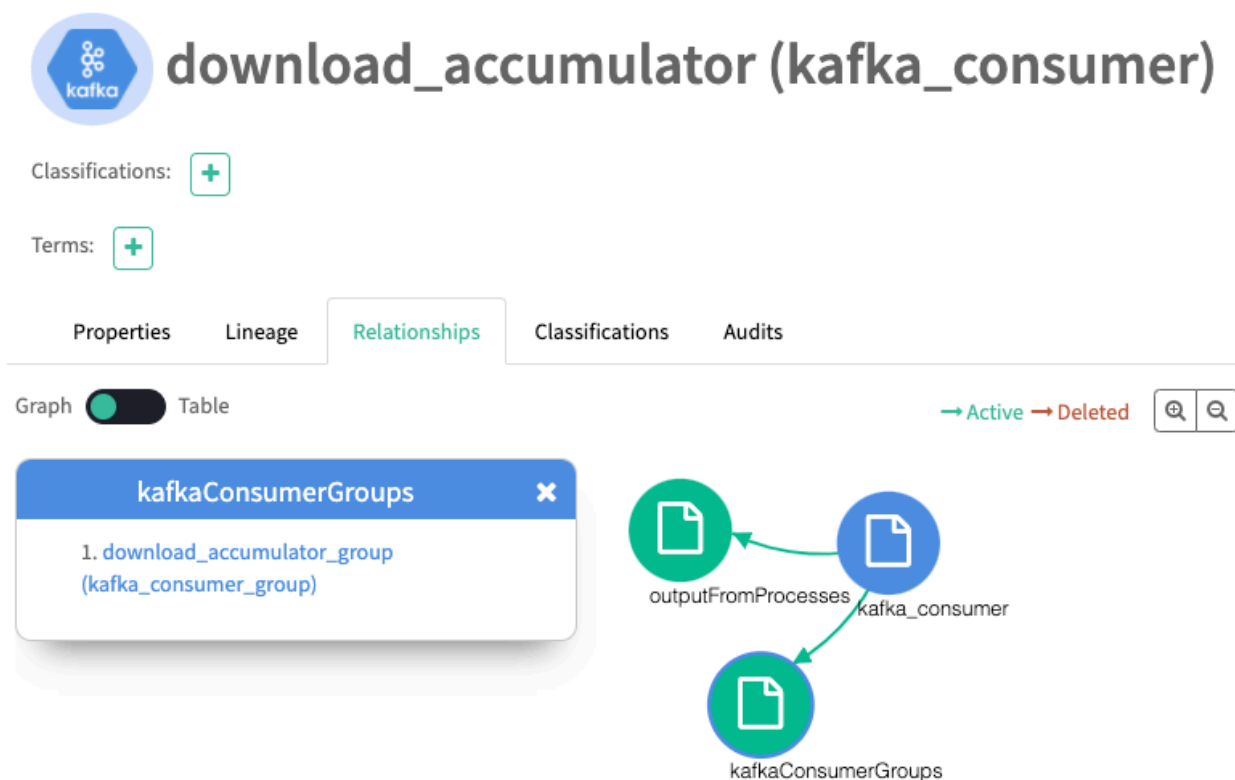 kafka
download_accumulator (kafka_consumer)
Classifications:
Terms:
Properties Lineage Relationships Classifications Audits
Graph Table
Active Deleted
kafkaConsumerGroups
1. download_accumulator_group
(kafka_consumer_group)
outputFromProcesses
kafka_consumer
kafkaConsumerGroups